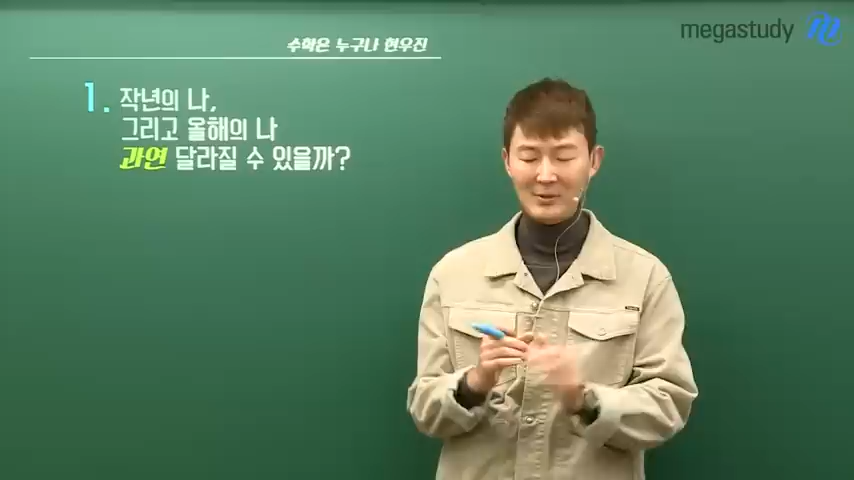 megastudy
수학은 누구나 현우진
1. 작년의 나,
그리고 올해의 나
과연 달라질 수 있을까?